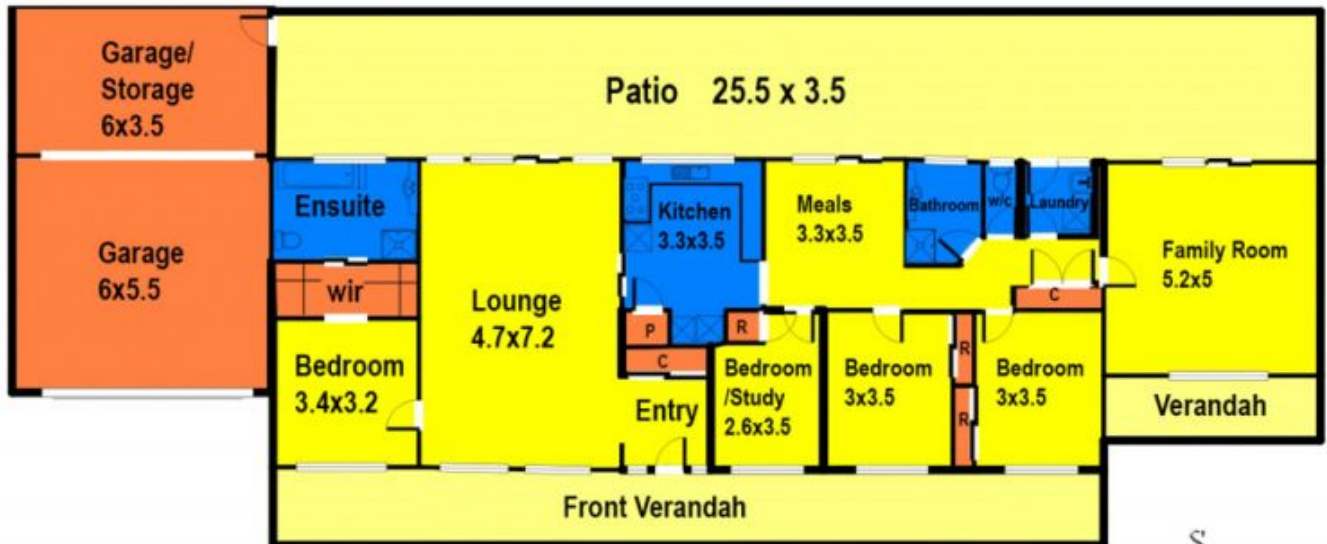 Garage/
Storage
6x3.5
Patio 25.5 x 3.5
Garage
6x5.5
Ensuite
wir
Bedroom
3.4x3.2
Lounge
4.7x7.2
Kitchen
3.3x3.5
P
R
C
Entry
Meals
3.3x3.5
Bathroom
w/c
Laundry
C
Family Room
5.2x5
Bedroom
/Study
2.6x3.5
Bedroom
3x3.5
R
R
Bedroom
3x3.5
Verandah
Front Verandah
S